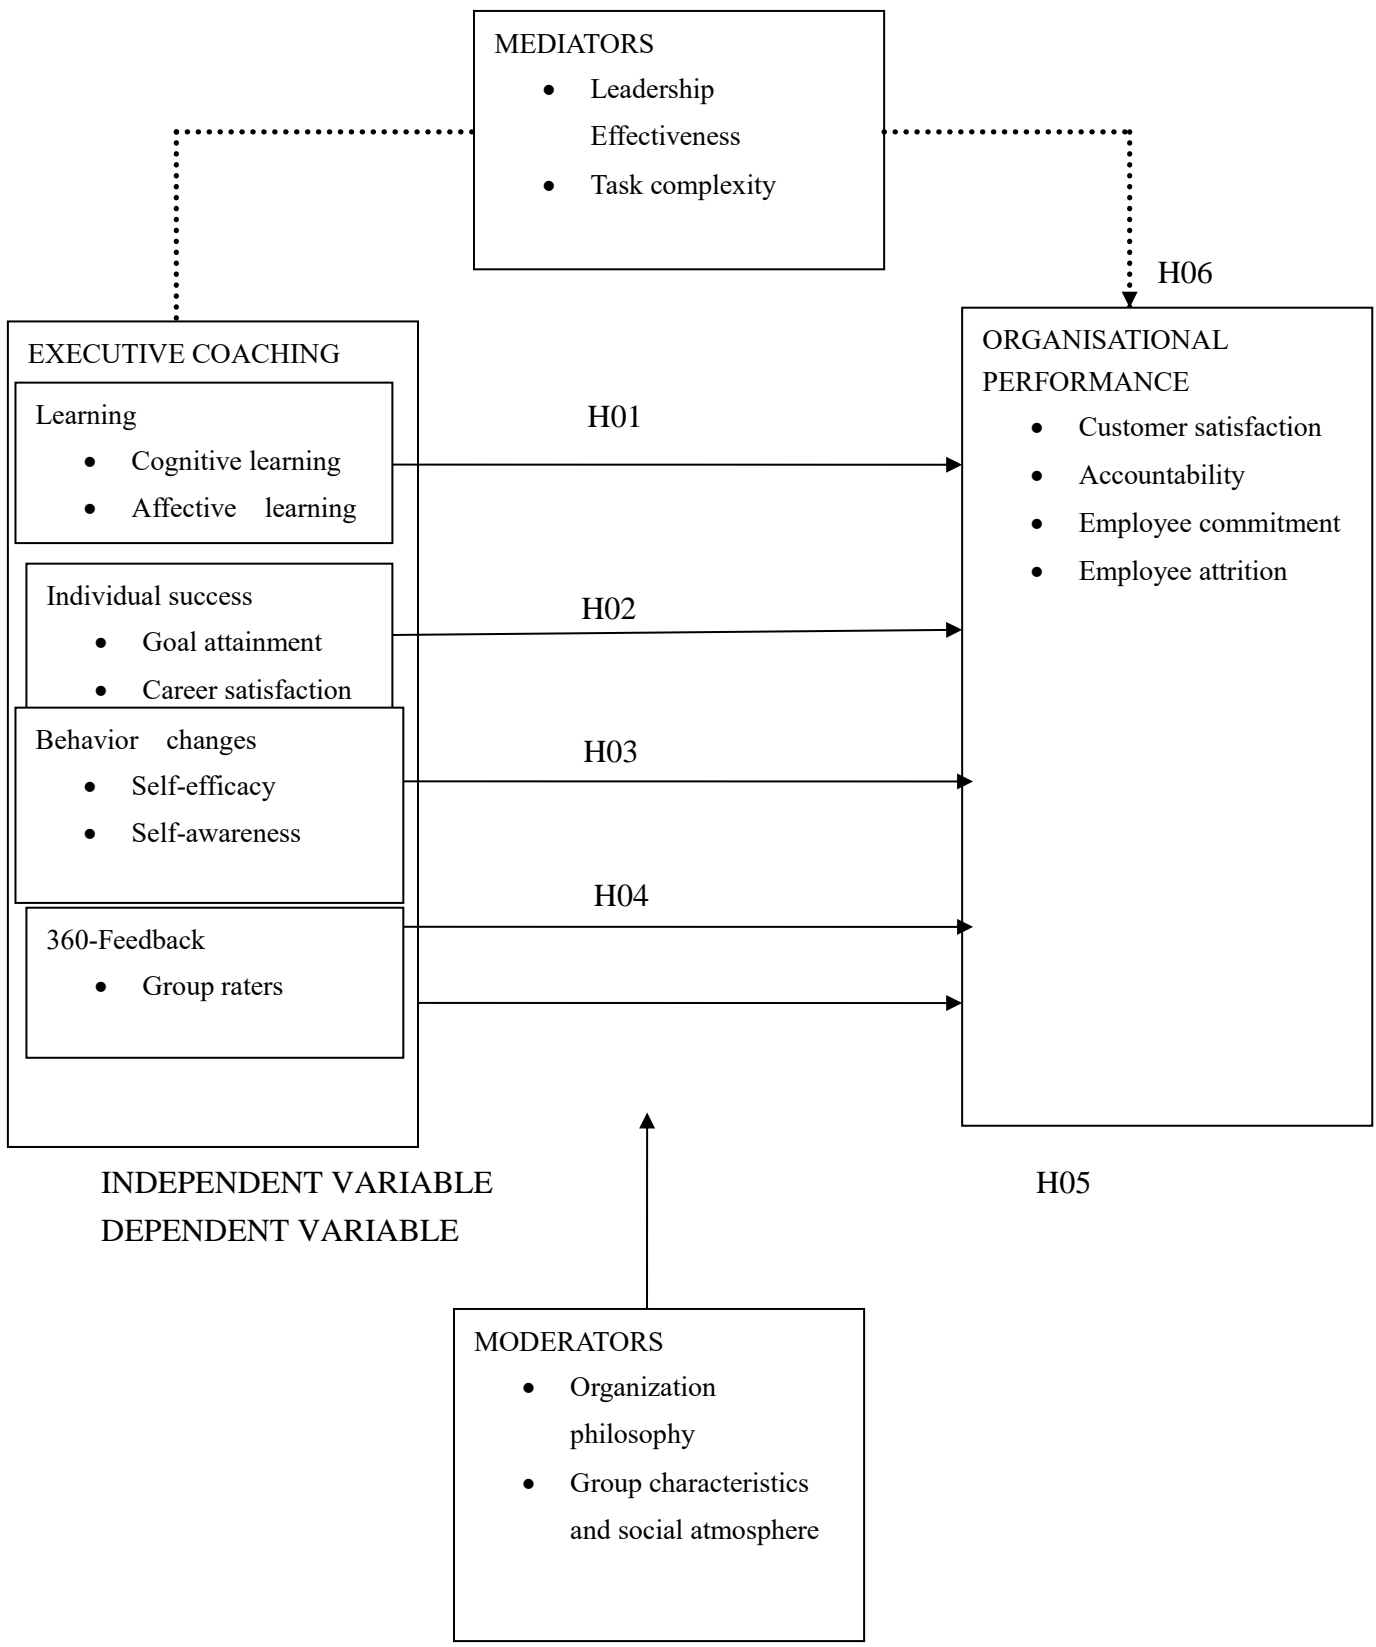 MEDIATORS
• Leadership
Effectiveness
• Task complexity
H06
EXECUTIVE COACHING
Learning
• Cognitive learning
• Affective learning
Individual success
• Goal attainment
• Career satisfaction
Behavior changes
• Self-efficacy
• Self-awareness
360-Feedback
• Group raters
H01
H02
H03
H04
ORGANISATIONAL
PERFORMANCE
• Customer satisfaction
• Accountability
• Employee commitment
• Employee attrition
INDEPENDENT VARIABLE H05
DEPENDENT VARIABLE
MODERATORS
• Organization
philosophy
• Group characteristics
and social atmosphere